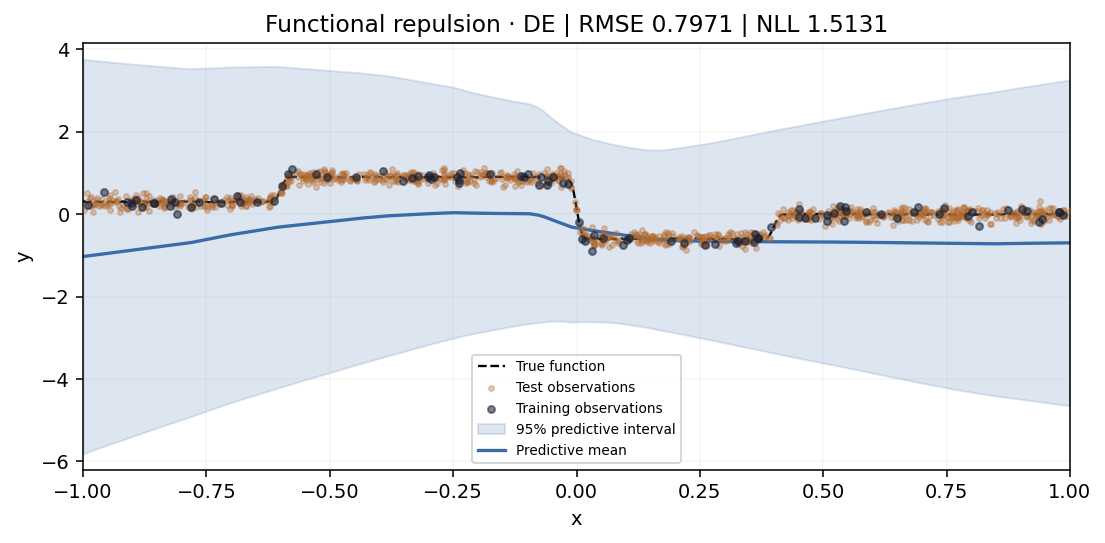 Functional repulsion · DE | RMSE 0.7971 | NLL 1.5131
4
2
0
−2
−4
−6
y
True function
Test observations
Training observations
95% predictive interval
Predictive mean
−1.00 −0.75 −0.50 −0.25 0.00 0.25 0.50 0.75 1.00
x